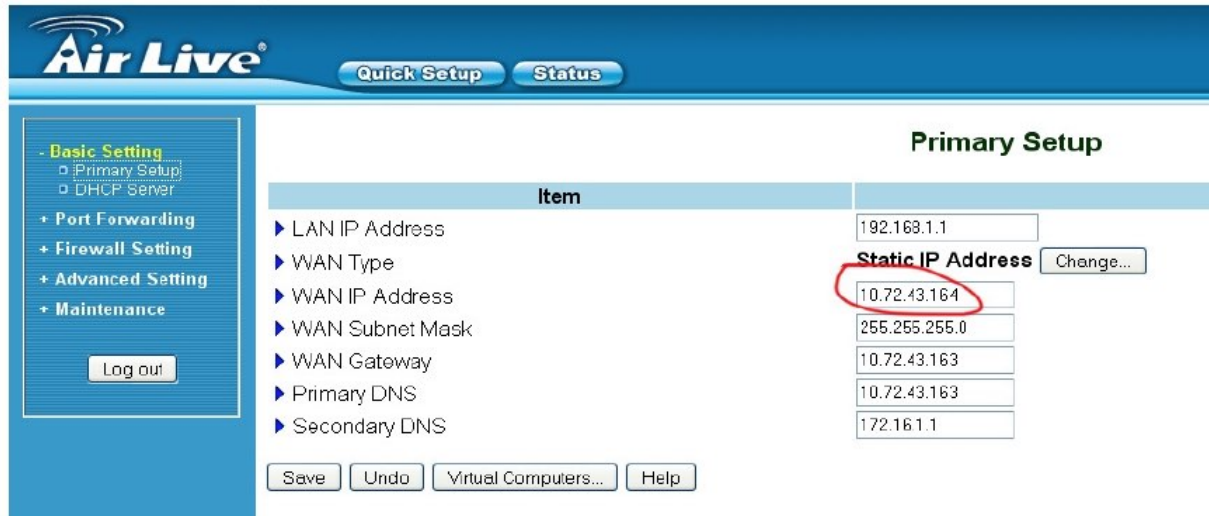 Air Live®
Quick Setup Status
Primary Setup
- Basic Setting
Primary Setup
DHCP Server
+ Port Forwarding
+ Firewall Setting
+ Advanced Setting
+ Maintenance
Log out
Item
LAN IP Address 192.168.1.1
WAN Type Static IP Address Change...
WAN IP Address 10.72.43.164
WAN Subnet Mask 255.255.255.0
WAN Gateway 10.72.43.163
Primary DNS 10.72.43.163
Secondary DNS 172.16.1.1
Save Undo Virtual Computers... Help